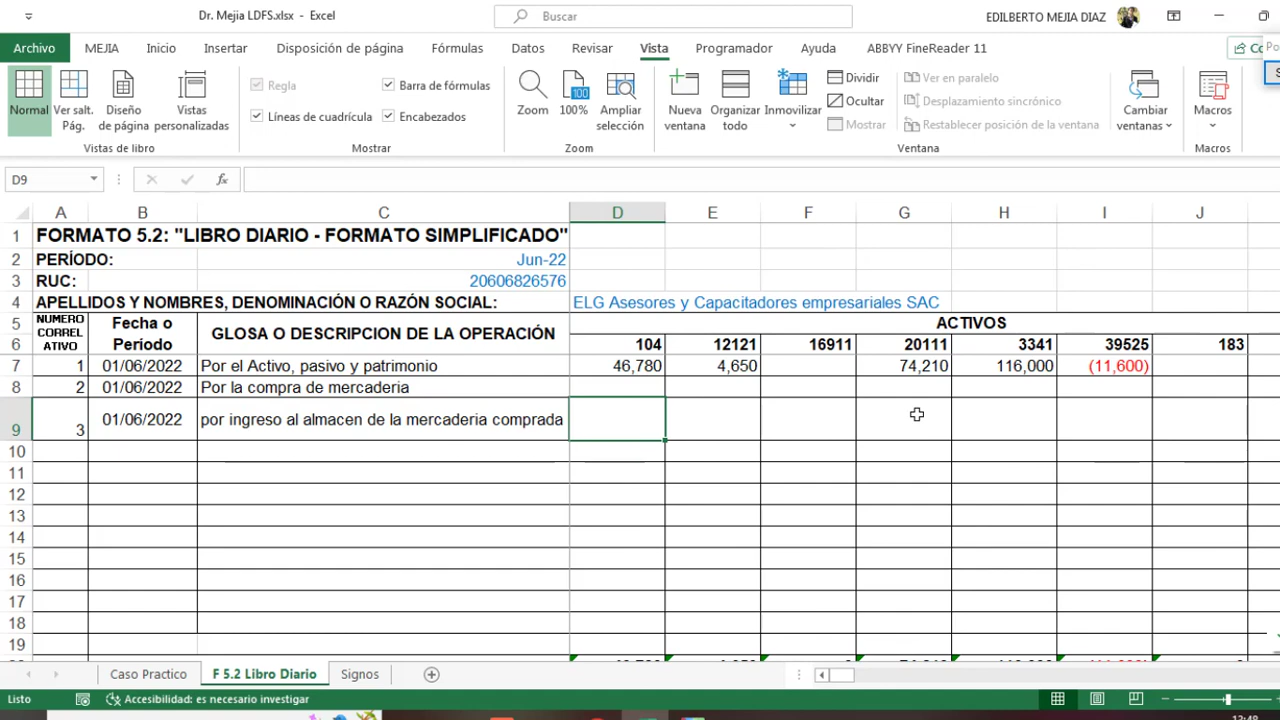 Dr. Mejia LDFS.xlsx - Excel
Buscar
EDILBERTO MEJIA DIAZ
Archivo MEJIA Inicio Insertar Disposición de página Fórmulas Datos Revisar Vista Programador Ayuda ABBYY FineReader 11
Normal
Ver salt. Pág.
Diseño de página
Vistas personalizadas
Vistas de libro
Regla
Barra de fórmulas
Líneas de cuadrícula
Encabezados
Mostrar
Zoom
100%
Ampliar selección
Zoom
Nueva ventana
Organizar todo
Inmovilizar
Dividir
Ocultar
Mostrar
Ver en paralelo
Desplazamiento sincrónico
Restablecer posición de la ventana
Cambiar ventanas
Ventana
Macros
Macros
D9
fx
A B C D E F G H I J
1 FORMATO 5.2: "LIBRO DIARIO - FORMATO SIMPLIFICADO"
2 PERÍODO: Jun-22
3 RUC: 20606826576
4 APELLIDOS Y NOMBRES, DENOMINACIÓN O RAZÓN SOCIAL: ELG Asesores y Capacitadores empresariales SAC
5 NUMERO CORREL ATIVO Fecha o Período GLOSA O DESCRIPCION DE LA OPERACIÓN ACTIVOS
6 104 12121 16911 20111 3341 39525 183
7 1 01/06/2022 Por el Activo, pasivo y patrimonio 46,780 4,650 74,210 116,000 (11,600)
8 2 01/06/2022 Por la compra de mercaderia
9 3 01/06/2022 por ingreso al almacen de la mercaderia comprada
10
11
12
13
14
15
16
17
18
19
Caso Practico F 5.2 Libro Diario Signos
Listo Accesibilidad: es necesario investigar